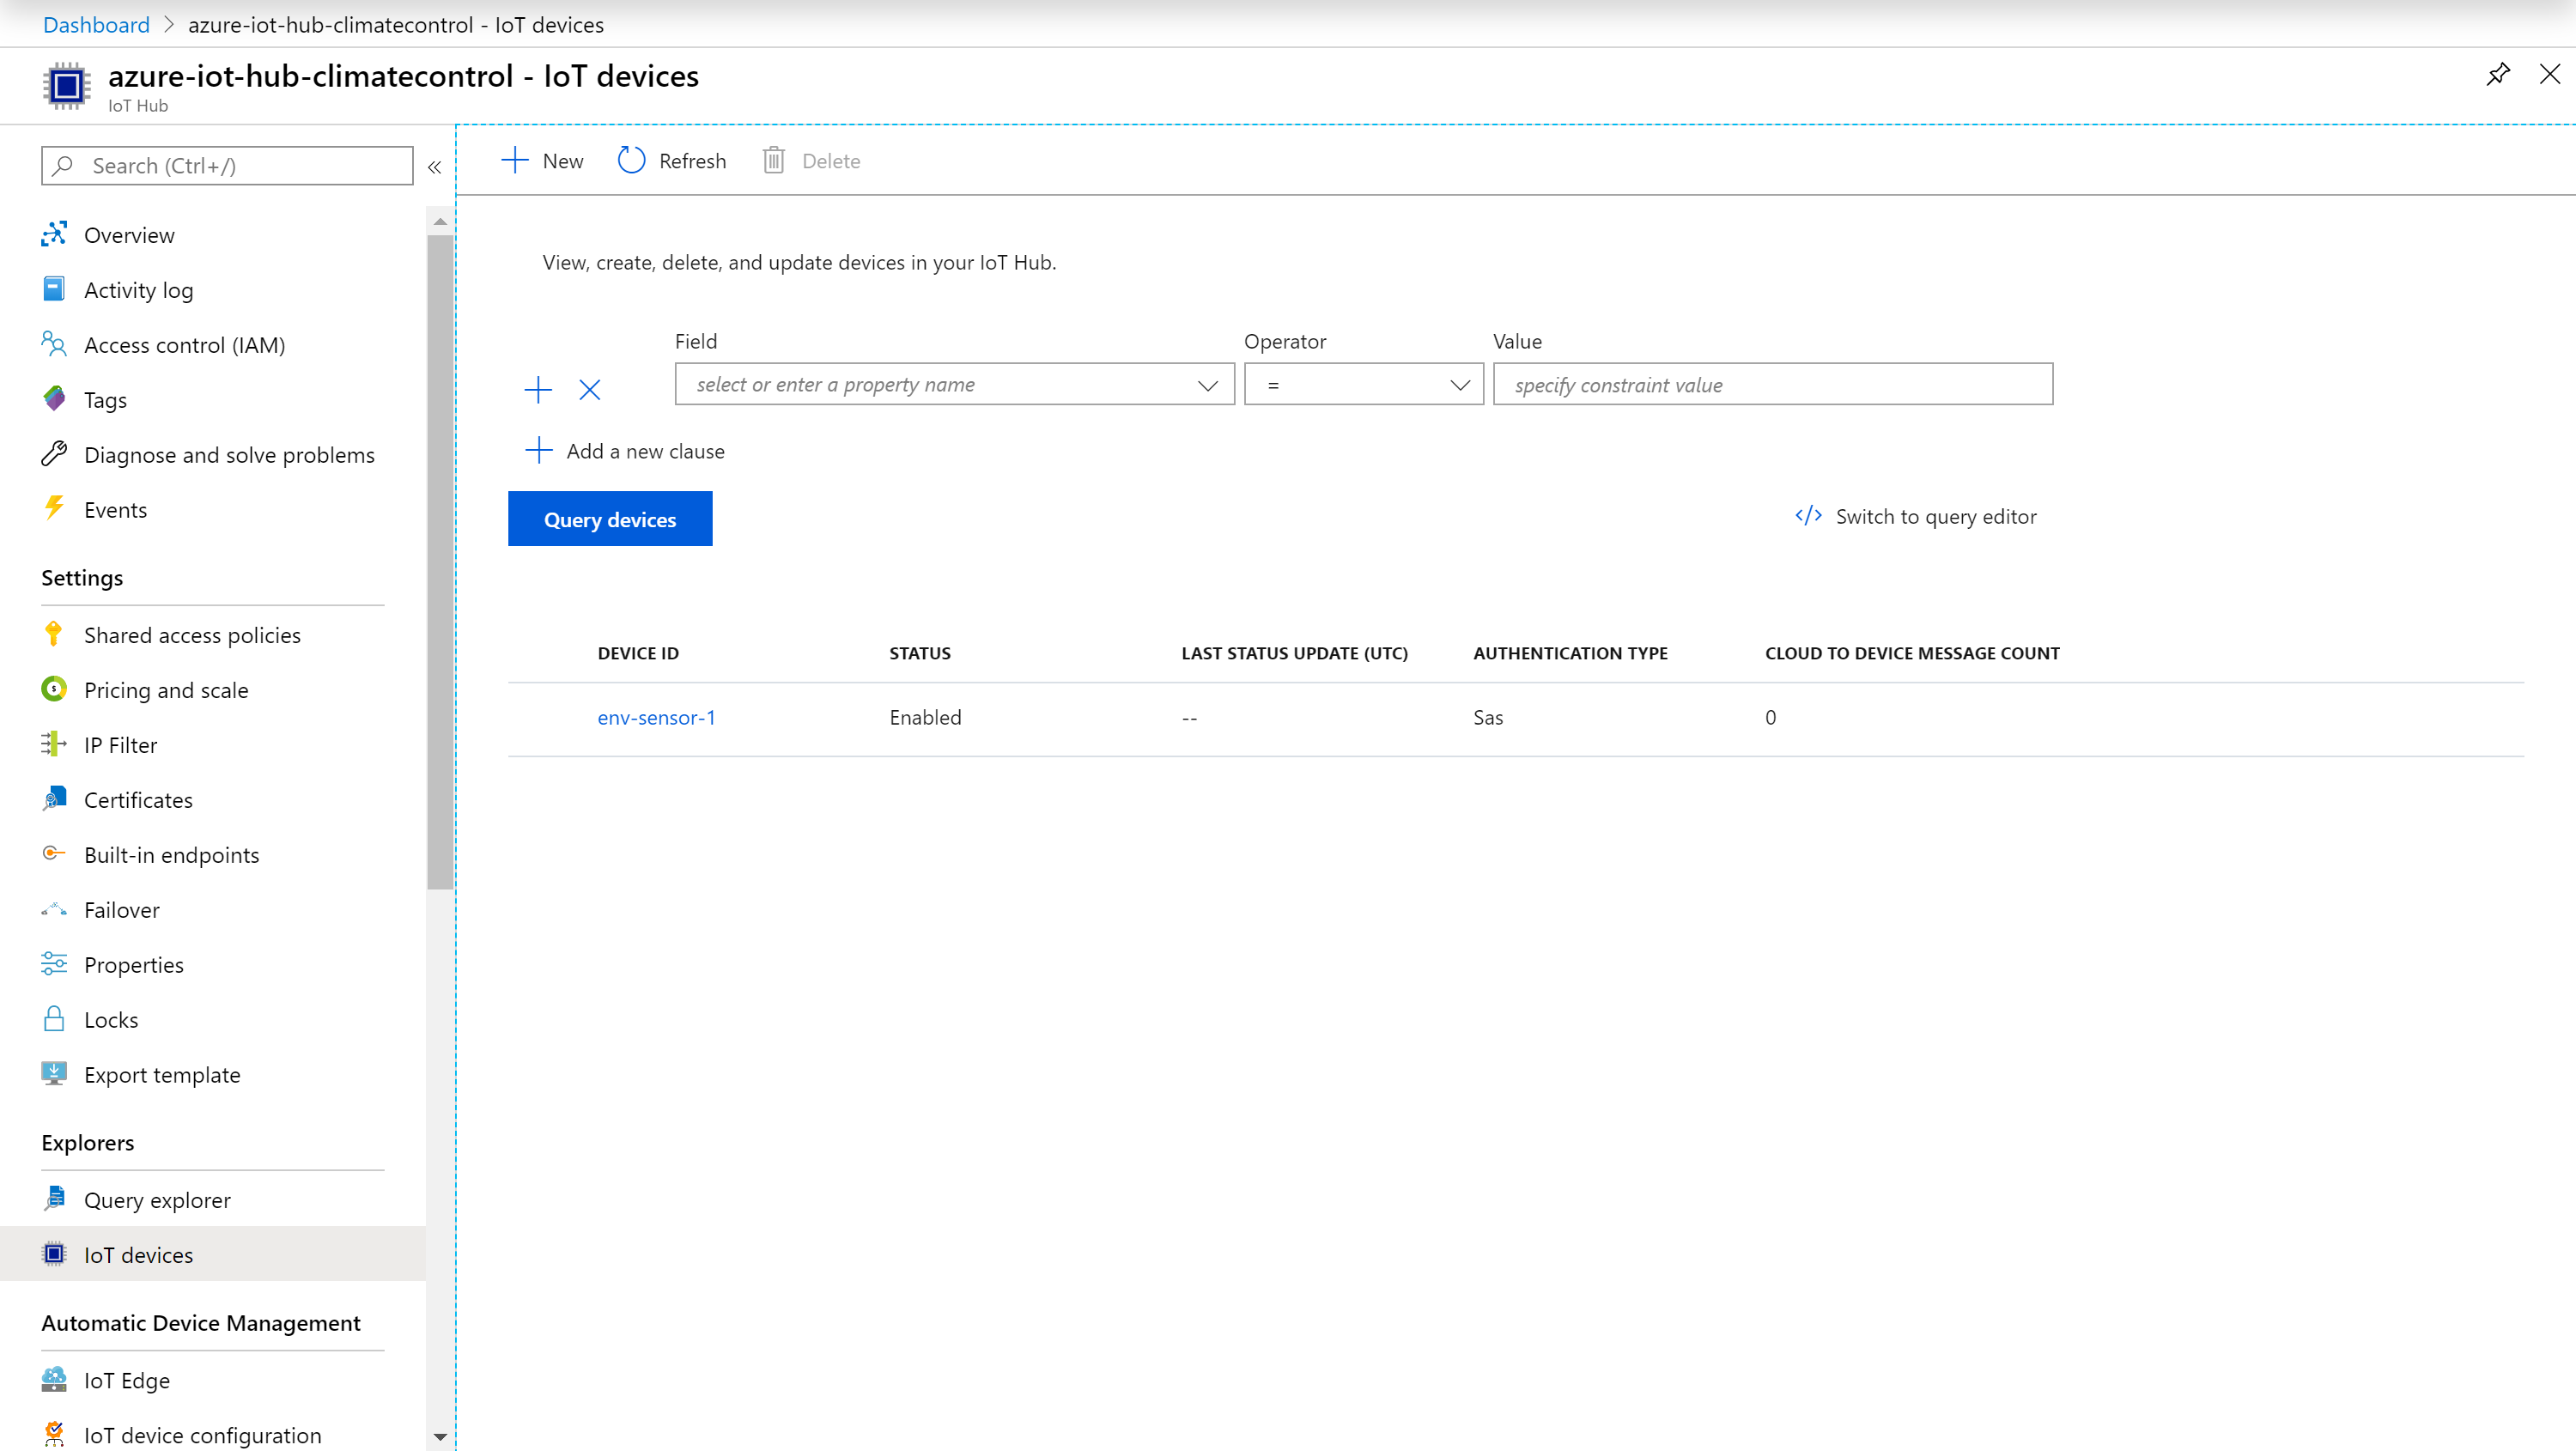 Dashboard > azure-iot-hub-climatecontrol - IoT devices
azure-iot-hub-climatecontrol - IoT devices
IoT Hub
Search (Ctrl+/)
«
Overview
Activity log
Access control (IAM)
Tags
Diagnose and solve problems
Events
Settings
Shared access policies
Pricing and scale
IP Filter
Certificates
Built-in endpoints
Failover
Properties
Locks
Export template
Explorers
Query explorer
IoT devices
Automatic Device Management
IoT Edge
IoT device configuration
New Refresh Delete
View, create, delete, and update devices in your IoT Hub.
Field Operator Value
select or enter a property name = specify constraint value
Add a new clause
Query devices </> Switch to query editor
DEVICE ID STATUS LAST STATUS UPDATE (UTC) AUTHENTICATION TYPE CLOUD TO DEVICE MESSAGE COUNT
env-sensor-1 Enabled -- Sas 0